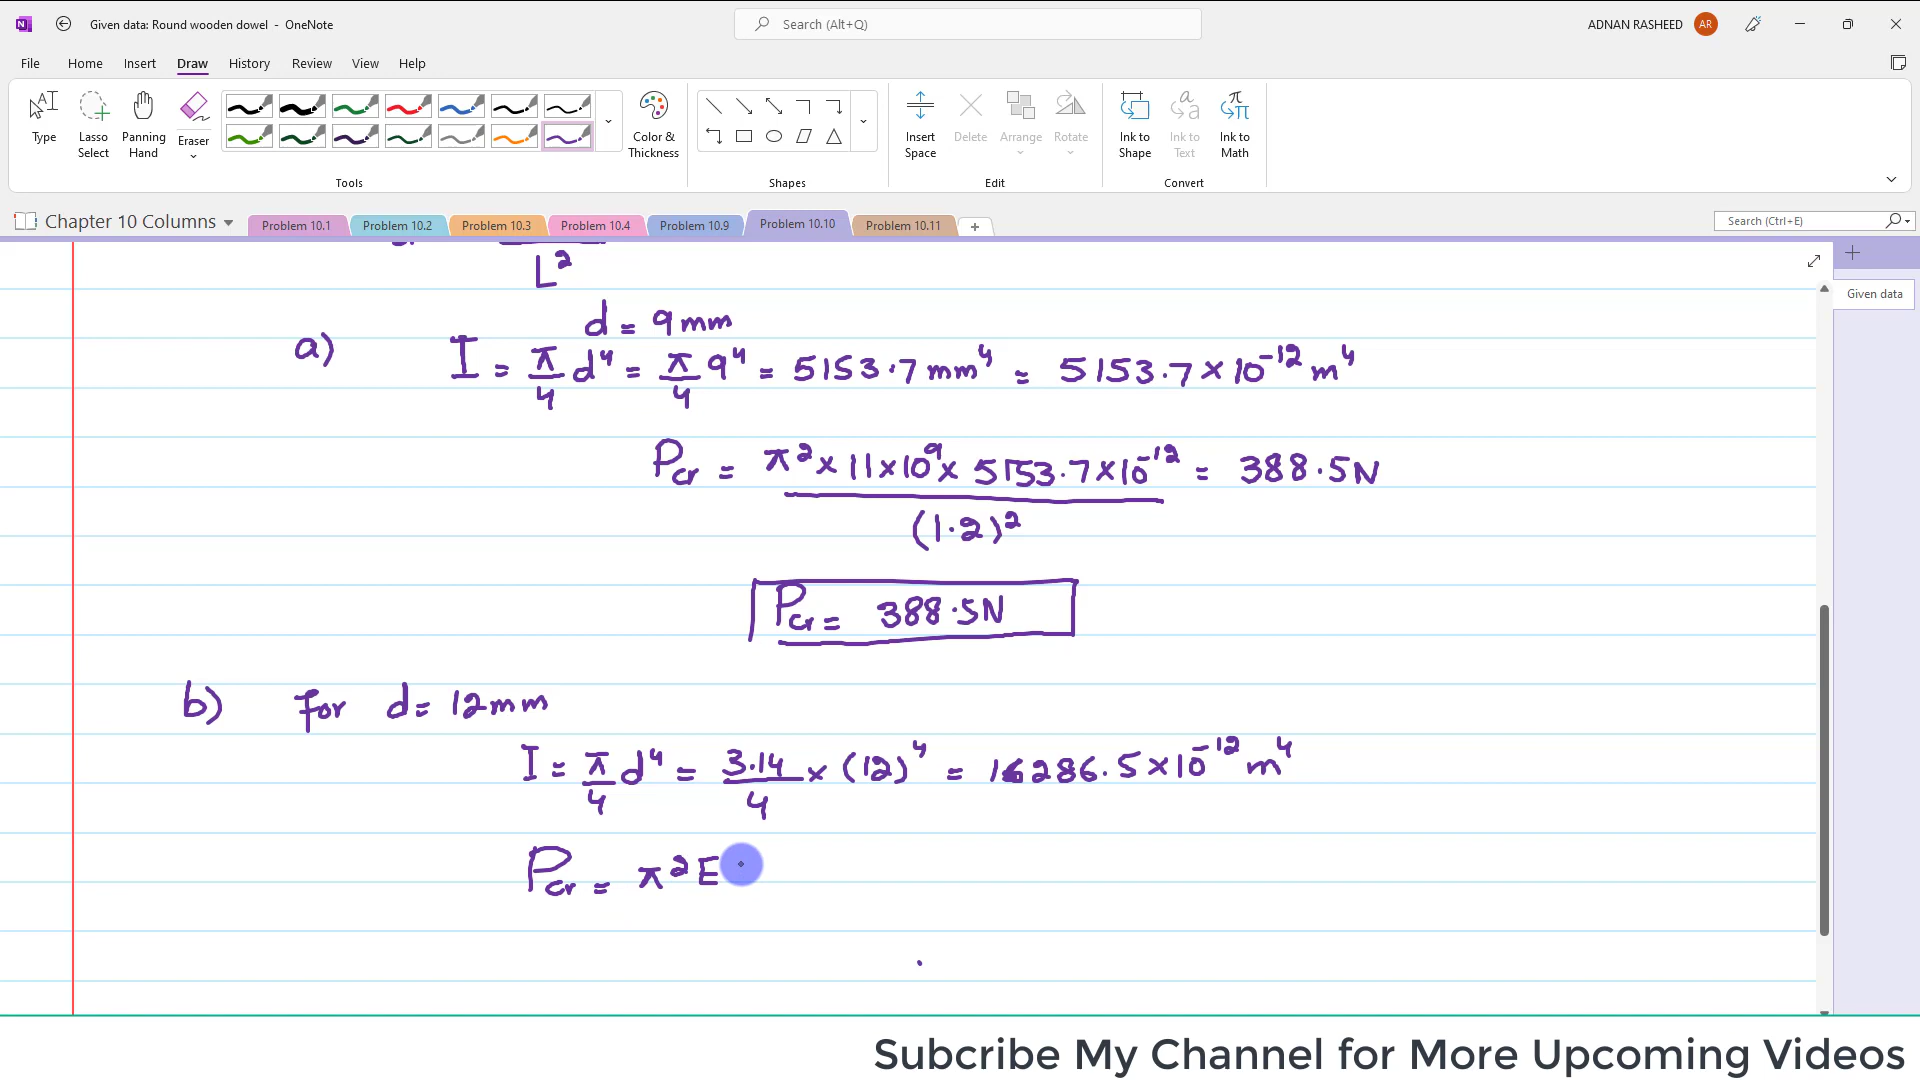 Given data: Round wooden dowel - OneNote
Search (Alt+Q)
ADNAN RASHEED AR
File Home Insert Draw History Review View Help
Type
Lasso Select
Panning Hand
Eraser
Color & Thickness
Insert Space
Delete
Arrange
Rotate
Ink to Shape
Ink to Text
Ink to Math
Tools
Shapes
Edit
Convert
Chapter 10 Columns
Problem 10.1
Problem 10.2
Problem 10.3
Problem 10.4
Problem 10.9
Problem 10.10
Problem 10.11
Search (Ctrl+E)
Given data
L²
d = 9mm
a) I = π/4 d⁴ = π/4 9⁴ = 5153.7 mm⁴ = 5153.7 × 10⁻¹² m⁴
Pcr = π² × 11 × 10⁹ × 5153.7 × 10⁻¹² / (1.2)² = 388.5N
Pcr = 388.5N
b) for d = 12mm
I = π/4 d⁴ = 3.14/4 × (12)⁴ = 16286.5 × 10⁻¹² m⁴
Pcr = π² E
Subcribe My Channel for More Upcoming Videos